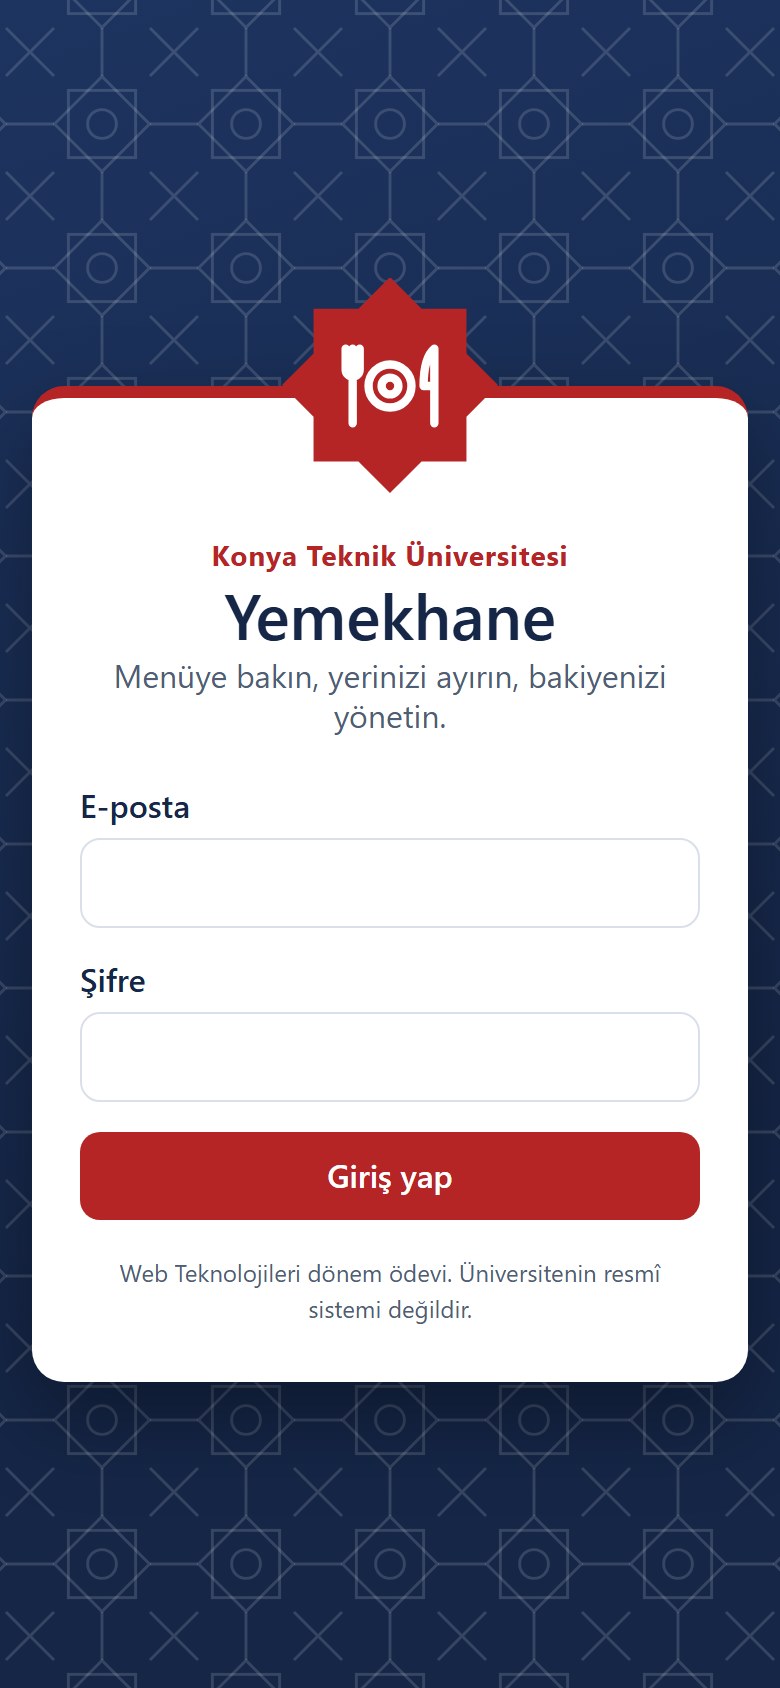 Konya Teknik Üniversitesi
Yemekhane
Menüye bakın, yerinizi ayırın, bakiyenizi
yönetin.
E-posta
Şifre
Giriş yap
Web Teknolojileri dönem ödevi. Üniversitenin resmî
sistemi değildir.